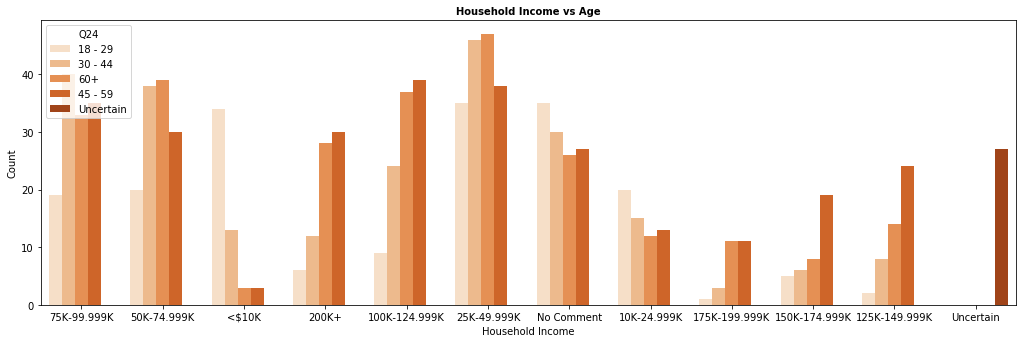 Household Income vs Age
Q24
18 - 29
30 - 44
60+
45 - 59
Uncertain
Count
40
30
20
10
0
75K-99.999K 50K-74.999K <$10K 200K+ 100K-124.999K 25K-49.999K No Comment 10K-24.999K 175K-199.999K 150K-174.999K 125K-149.999K Uncertain
Household Income